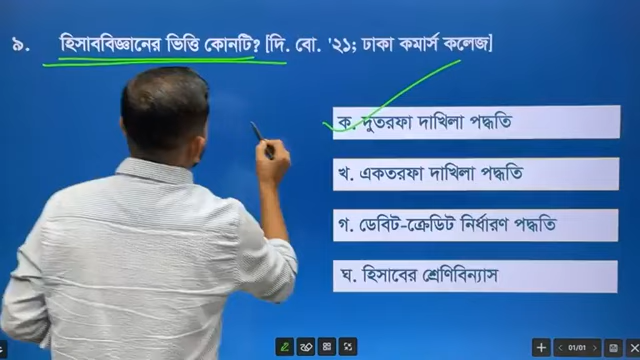 ৯. হিসাববিজ্ঞানের ভিত্তি কোনটি? [দি. বো. '২১; ঢাকা কমার্স কলেজ]
ক. দুতরফা দাখিলা পদ্ধতি
খ. একতরফা দাখিলা পদ্ধতি
গ. ডেবিট-ক্রেডিট নির্ধারণ পদ্ধতি
ঘ. হিসাবের শ্রেণিবিন্যাস
01/01